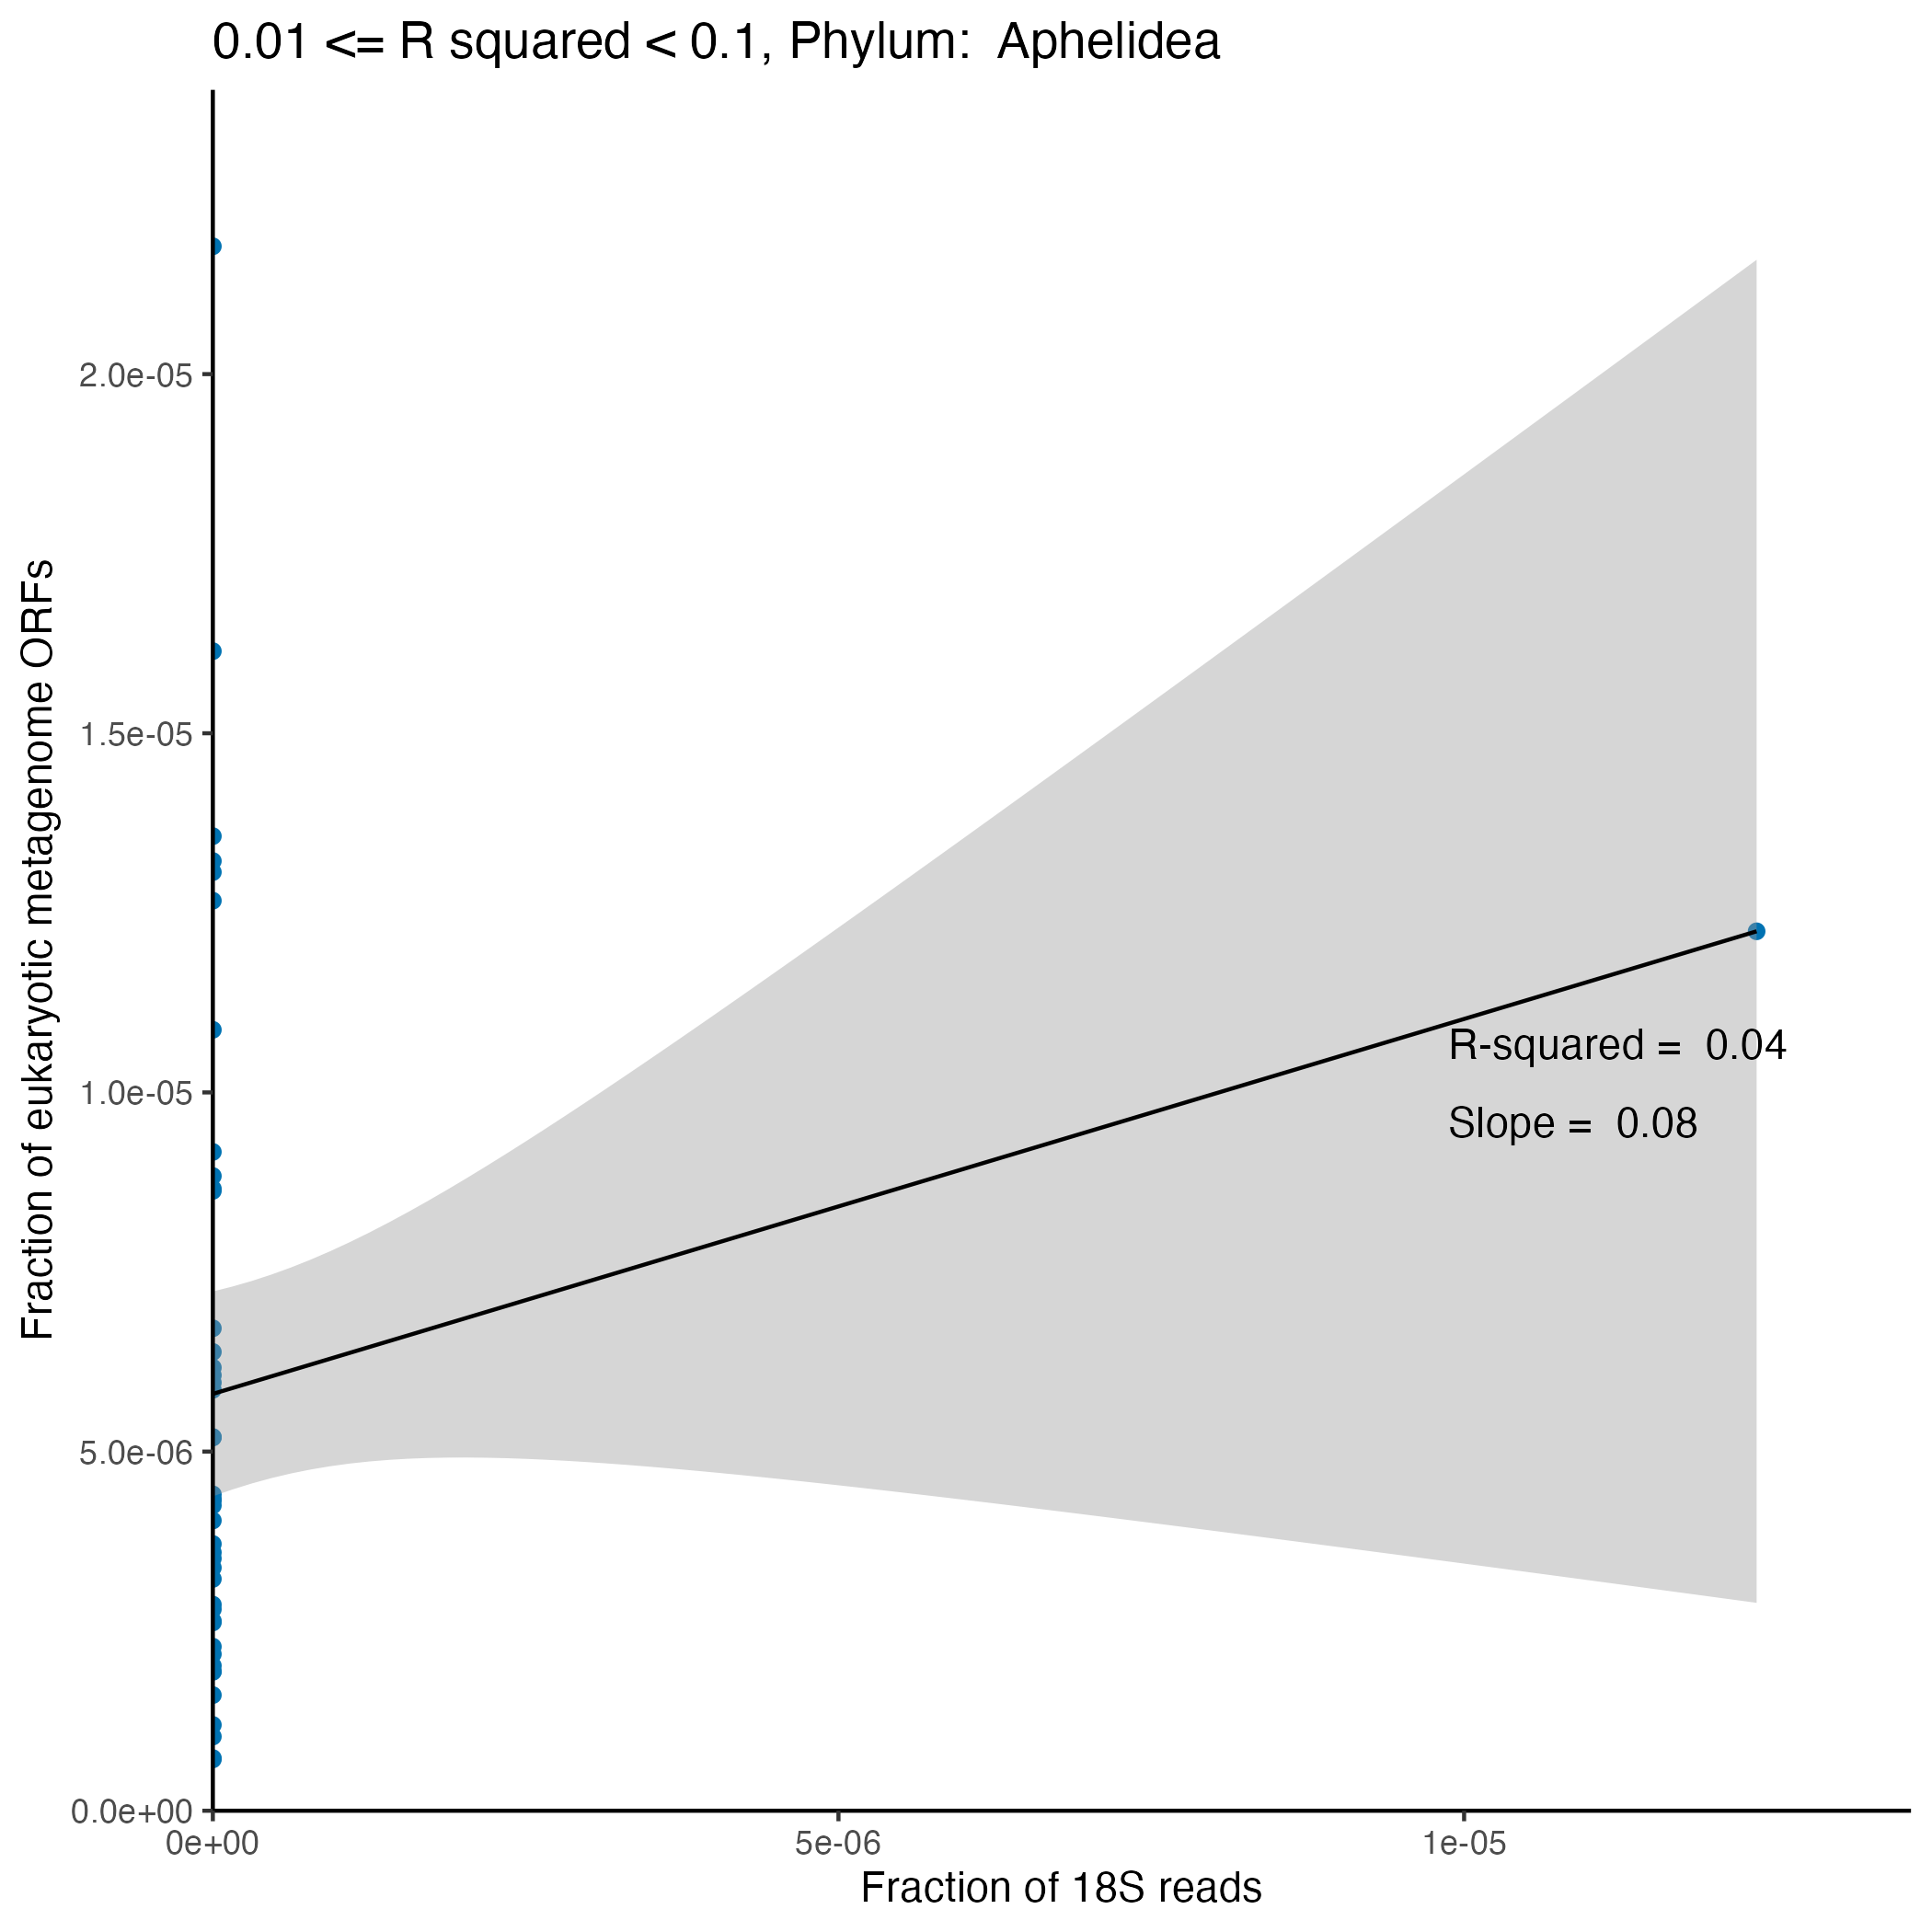 0.01 <= R squared < 0.1, Phylum:  Aphelidea
Fraction of eukaryotic metagenome ORFs
2.0e-05
1.5e-05
1.0e-05
5.0e-06
0.0e+00
R-squared =  0.04
Slope =  0.08
0e+00
5e-06
1e-05
Fraction of 18S reads